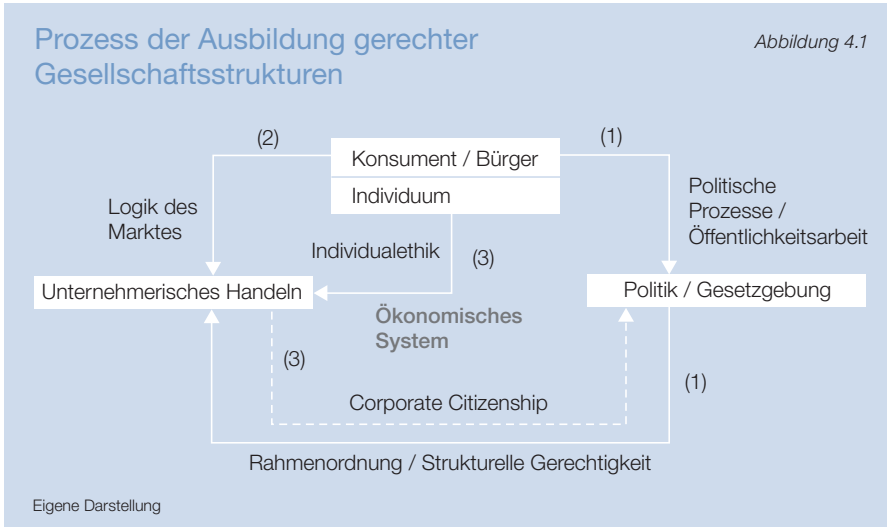 Prozess der Ausbildung gerechter
Gesellschaftsstrukturen
Abbildung 4.1
(2)
(1)
Konsument / Bürger
Individuum
Logik des
Marktes
Politische
Prozesse /
Öffentlichkeitsarbeit
Individualethik
(3)
Unternehmerisches Handeln
Politik / Gesetzgebung
Ökonomisches
System
(3)
(1)
Corporate Citizenship
Rahmenordnung / Strukturelle Gerechtigkeit
Eigene Darstellung